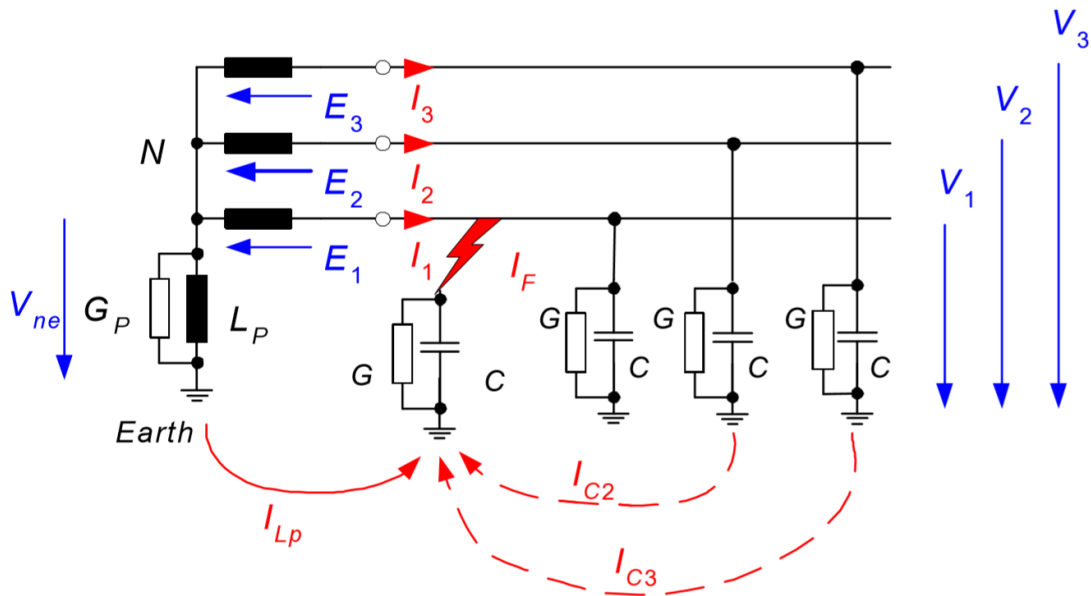 V3
E3
I3
V2
N
E2
I2
V1
E1
I1
IF
Vne
GP
LP
G
C
G
C
G
C
G
C
Earth
ILp
IC2
IC3